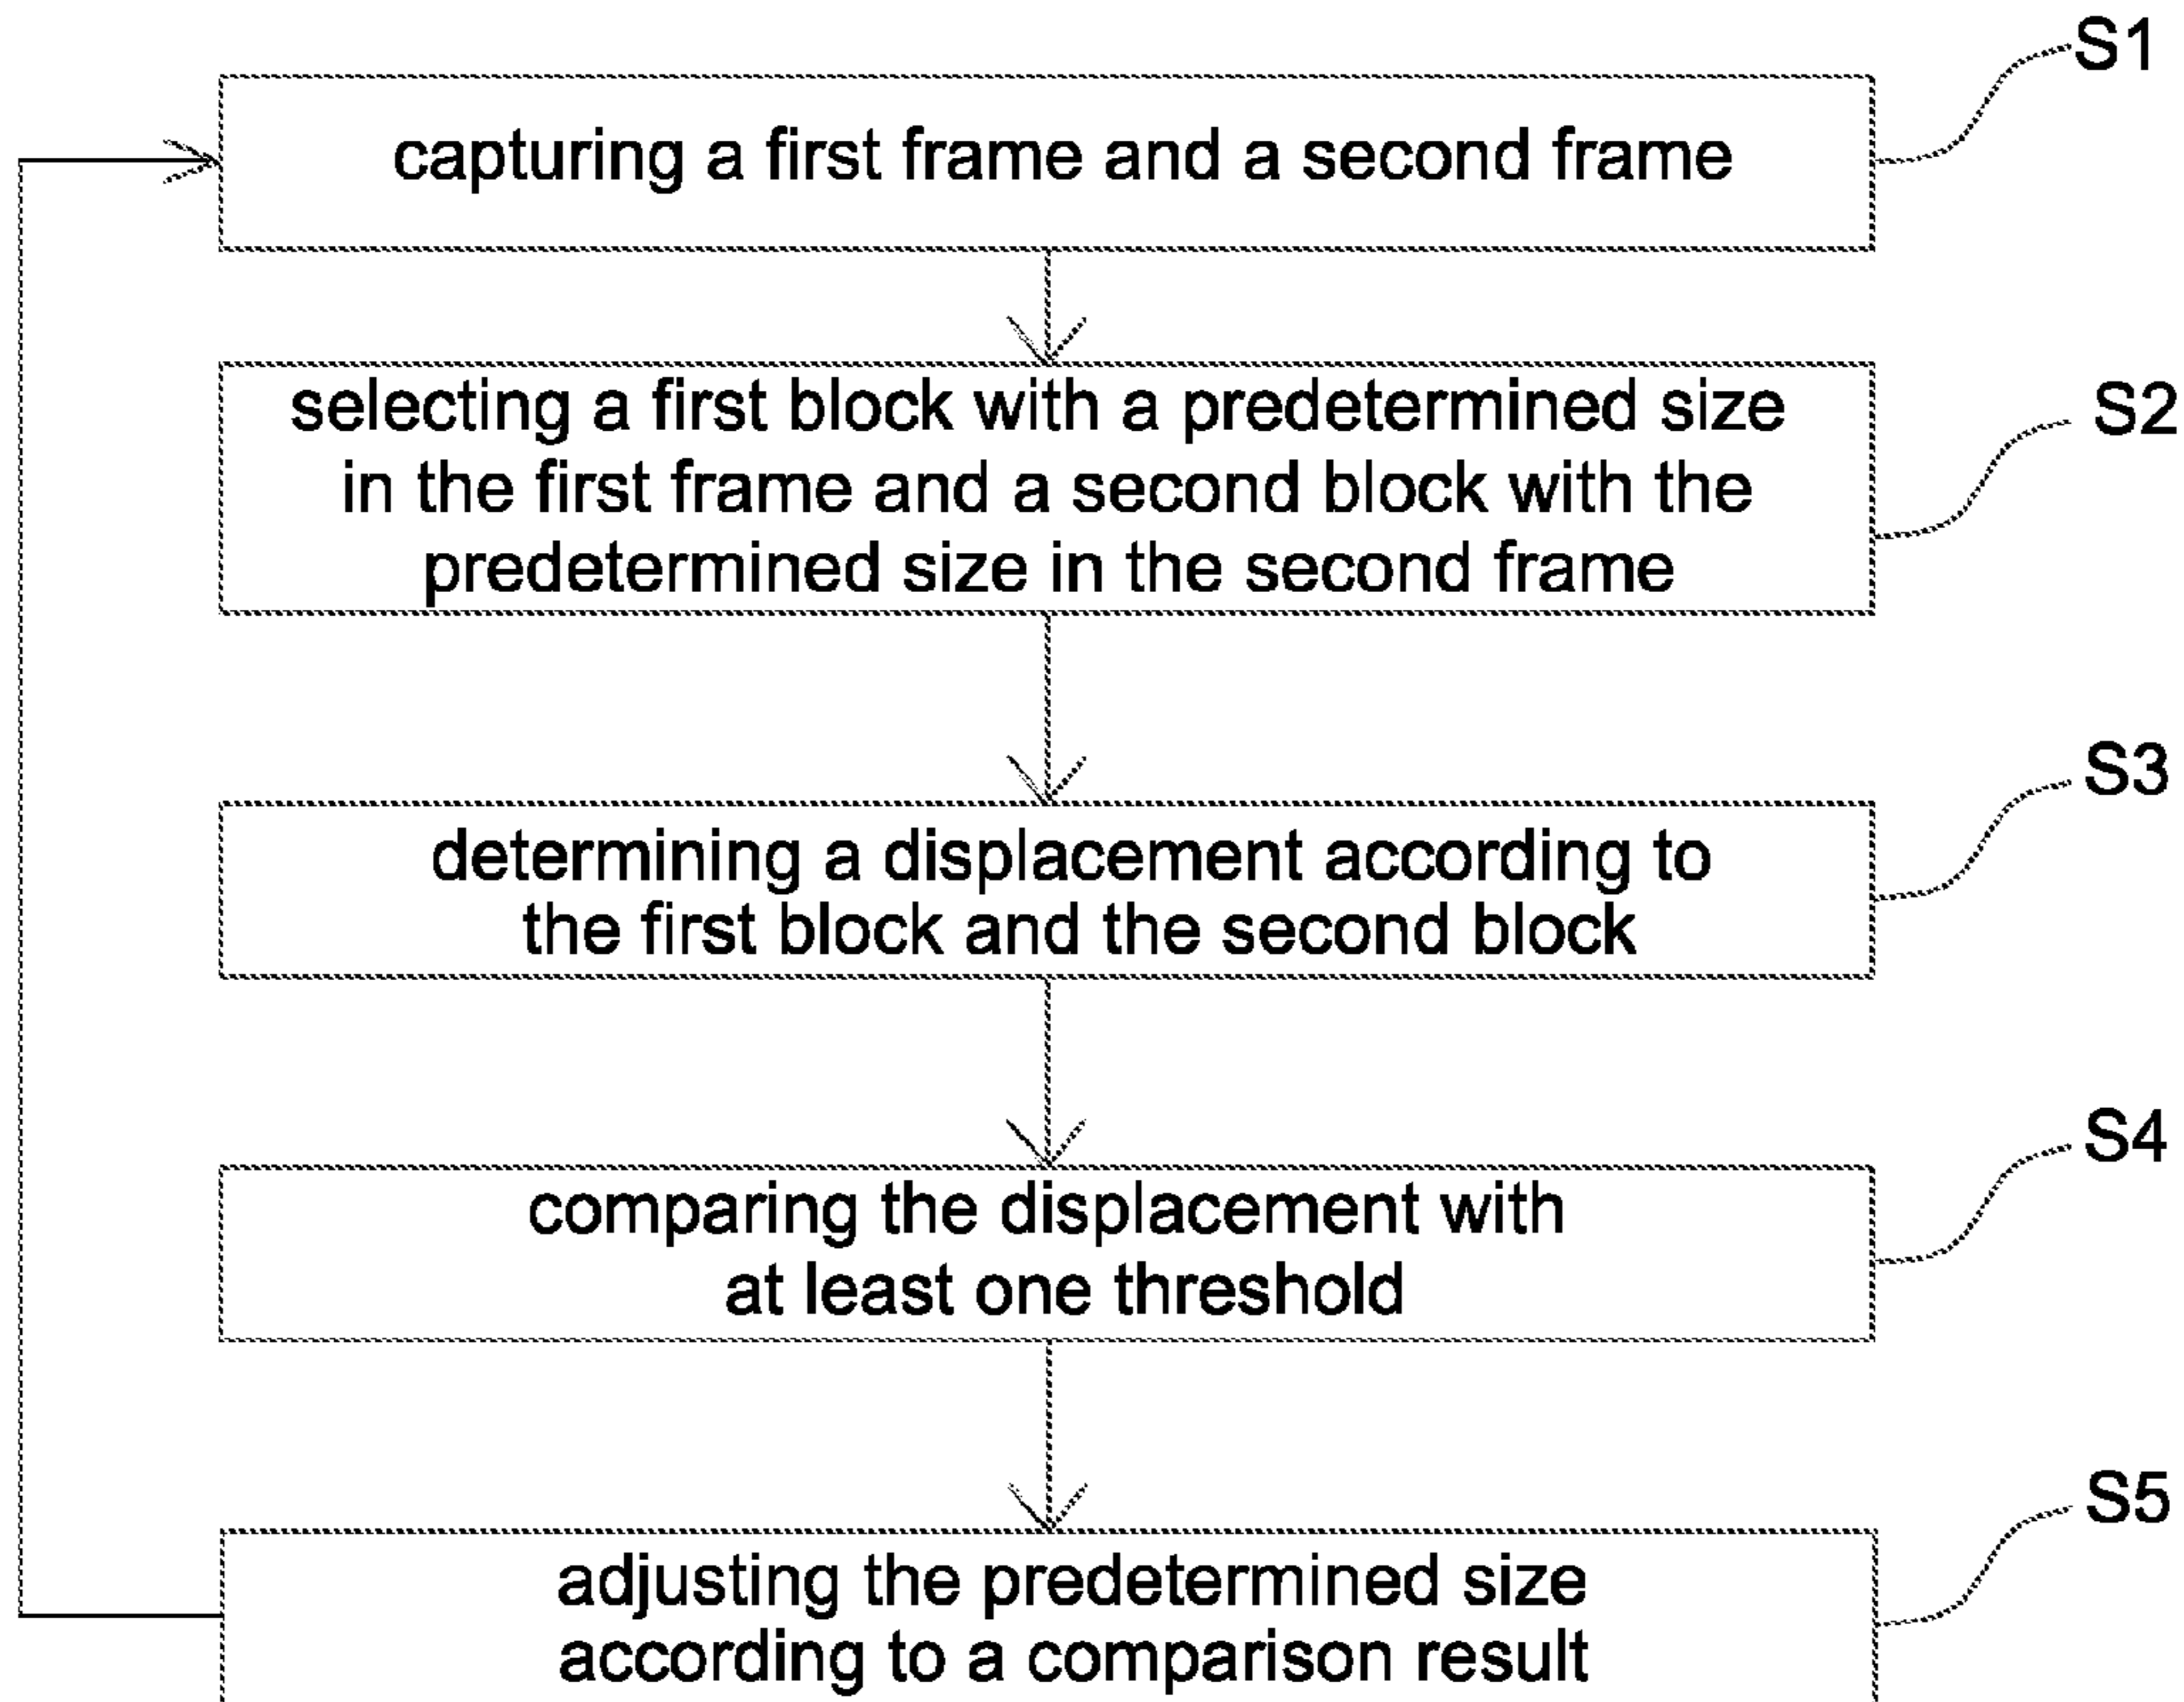 S1
capturing a first frame and a second frame
S2
selecting a first block with a predetermined size
in the first frame and a second block with the
predetermined size in the second frame
S3
determining a displacement according to
the first block and the second block
S4
comparing the displacement with
at least one threshold
S5
adjusting the predetermined size
according to a comparison result